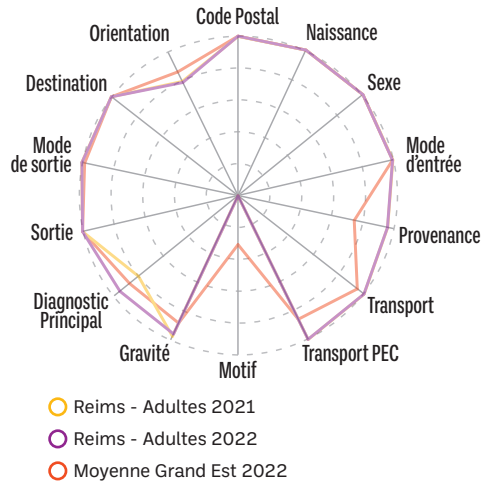 Code Postal
Naissance
Sexe
Mode
d'entrée
Provenance
Transport
Transport PEC
Motif
Gravité
Diagnostic
Principal
Sortie
Mode
de sortie
Destination
Orientation
Reims - Adultes 2021
Reims - Adultes 2022
Moyenne Grand Est 2022